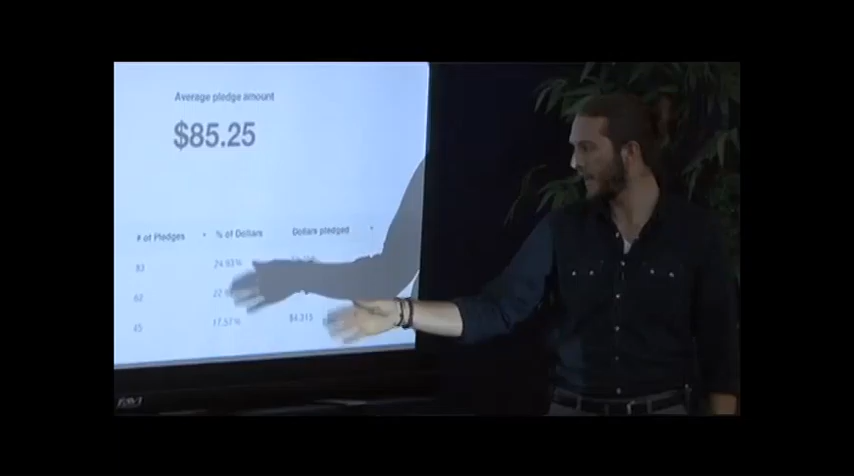 Average pledge amount
$85.25
# of Pledges % of Dollars Dollars pledged
93 24.93%
62
45 17.57% $4,313